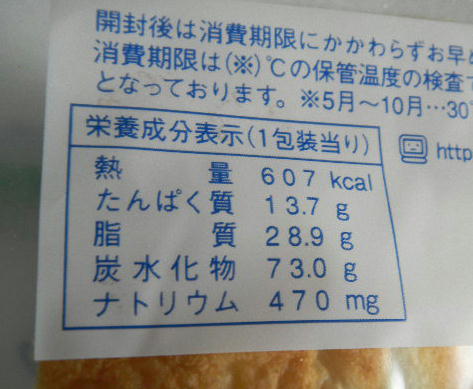 開封後は消費期限にかかわらずお早め
消費期限は(※)℃の保管温度の検査
となっております。※5月〜10月…30
栄養成分表示(1包装当り)
http
熱量 607 kcal
たんぱく質 13.7 g
脂質 28.9 g
炭水化物 73.0 g
ナトリウム 470 mg